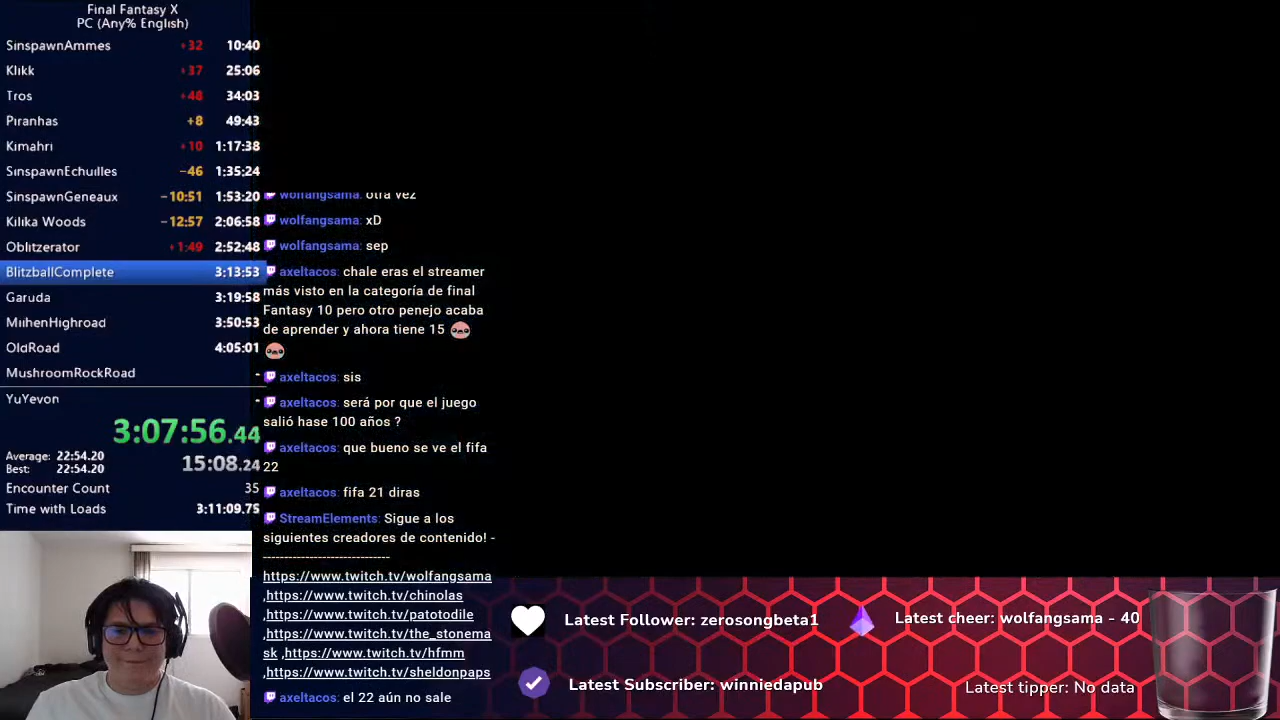 Final Fantasy X
PC (Any% English)
SinspawnAmmes +32 10:40
Klikk +37 25:06
Tros +48 34:03
Piranhas +8 49:43
Kimahri +10 1:17:38
SinspawnEchuilles −46 1:35:24
SinspawnGeneaux −10:51 1:53:20
Kilika Woods −12:57 2:06:58
Oblitzerator +1:49 2:52:48
BlitzballComplete 3:13:53
Garuda 3:19:58
MiihenHighroad 3:50:53
OldRoad 4:05:01
MushroomRockRoad -
YuYevon -
3:07:56.44
Average: 22:54.20
Best: 22:54.20
15:08.24
Encounter Count 35
Time with Loads 3:11:09.75
wolfangsama: otra vez
wolfangsama: xD
wolfangsama: sep
axeltacos: chale eras el streamer
más visto en la categoría de final
Fantasy 10 pero otro penejo acaba
de aprender y ahora tiene 15
axeltacos: sis
axeltacos: será por que el juego
salió hase 100 años ?
axeltacos: que bueno se ve el fifa
22
axeltacos: fifa 21 diras
StreamElements: Sigue a los
siguientes creadores de contenido! -
-----------------------------
https://www.twitch.tv/wolfangsama
,https://www.twitch.tv/chinolas
,https://www.twitch.tv/patotodile
,https://www.twitch.tv/the_stonema
sk ,https://www.twitch.tv/hfmm
,https://www.twitch.tv/sheldonpaps
axeltacos: el 22 aún no sale
Latest Follower: zerosongbeta1
Latest cheer: wolfangsama - 40
Latest Subscriber: winniedapub
Latest tipper: No data